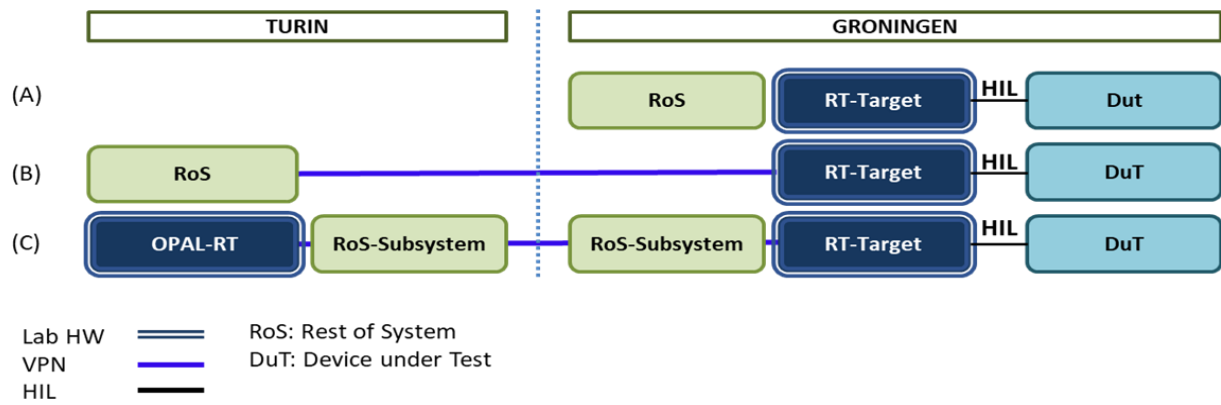 TURIN
GRONINGEN
(A)
RoS
RT-Target
HIL
Dut
(B)
RoS
RT-Target
HIL
DuT
(C)
OPAL-RT
RoS-Subsystem
RoS-Subsystem
RT-Target
HIL
DuT
Lab HW
RoS: Rest of System
VPN
DuT: Device under Test
HIL